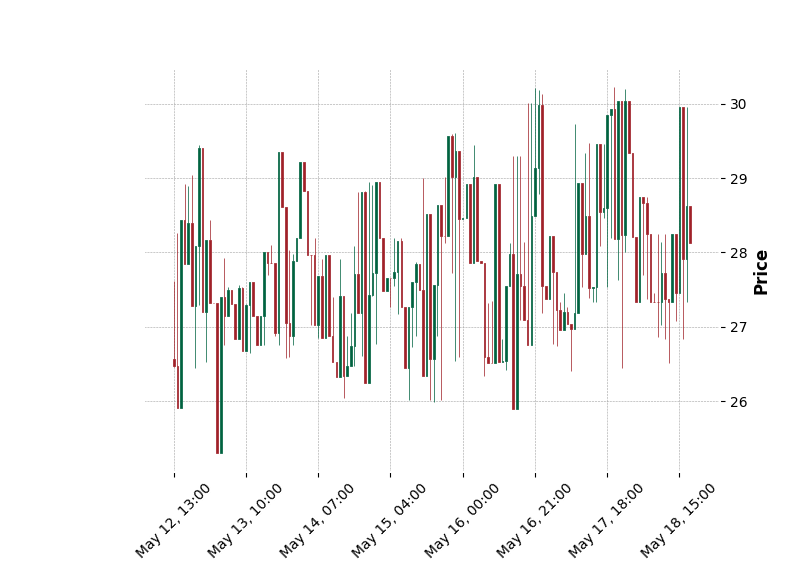 30
29
28
27
26
Price
May 12, 13:00
May 13, 10:00
May 14, 07:00
May 15, 04:00
May 16, 00:00
May 16, 21:00
May 17, 18:00
May 18, 15:00